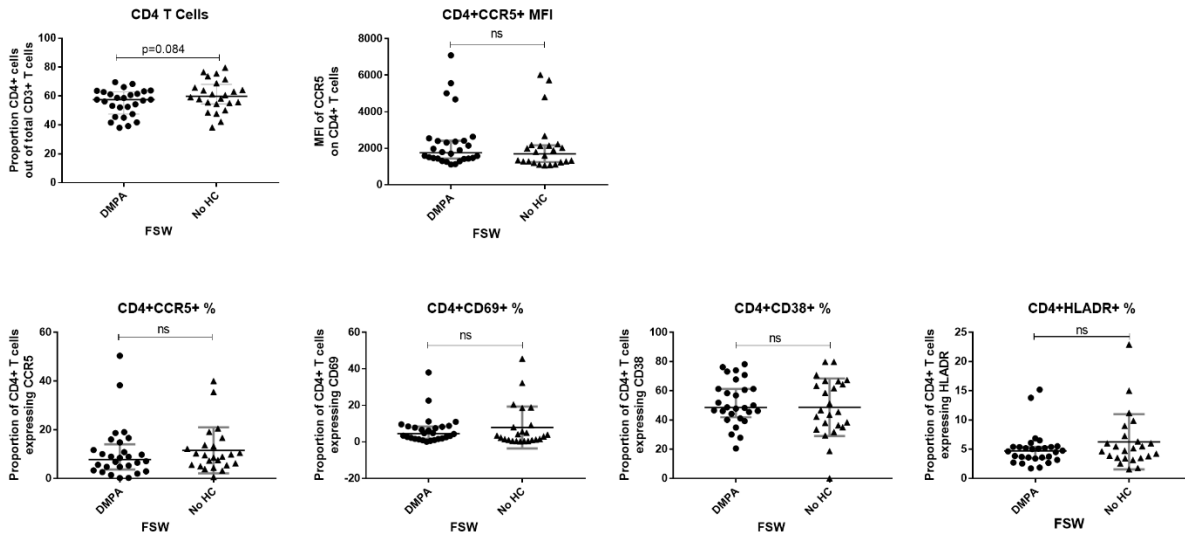 CD4 T Cells
Proportion CD4+ cells
out of total CD3+ T cells
100
80
60
40
20
0
p=0.084
DMPA
No HC
FSW
CD4+CCR5+ MFI
MFI of CCR5
on CD4+ T cells
8000
6000
4000
2000
0
ns
DMPA
No HC
FSW
CD4+CCR5+ %
Proportion of CD4+ T cells
expressing CCR5
60
40
20
0
ns
DMPA
No HC
FSW
CD4+CD69+ %
Proportion of CD4+ T cells
expressing CD69
60
40
20
0
-20
ns
DMPA
No HC
FSW
CD4+CD38+ %
Proportion of CD4+ T cells
expressing CD38
100
80
60
40
20
0
ns
DMPA
No HC
FSW
CD4+HLADR+ %
Proportion of CD4+ T cells
expressing HLADR
25
20
15
10
5
0
ns
DMPA
No HC
FSW